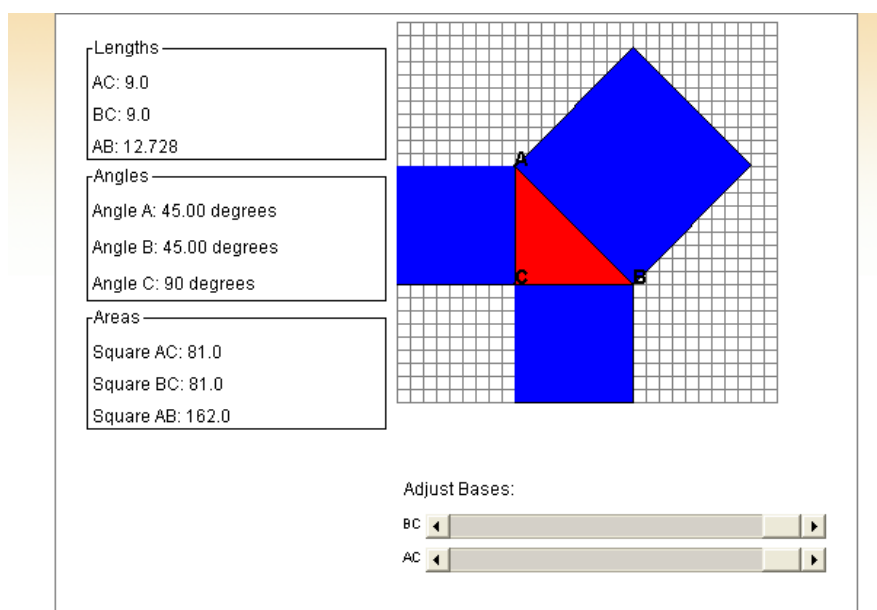 Lengths
AC: 9.0
BC: 9.0
AB: 12.728
Angles
Angle A: 45.00 degrees
Angle B: 45.00 degrees
Angle C: 90 degrees
Areas
Square AC: 81.0
Square BC: 81.0
Square AB: 162.0
A
C
B
Adjust Bases:
BC
AC